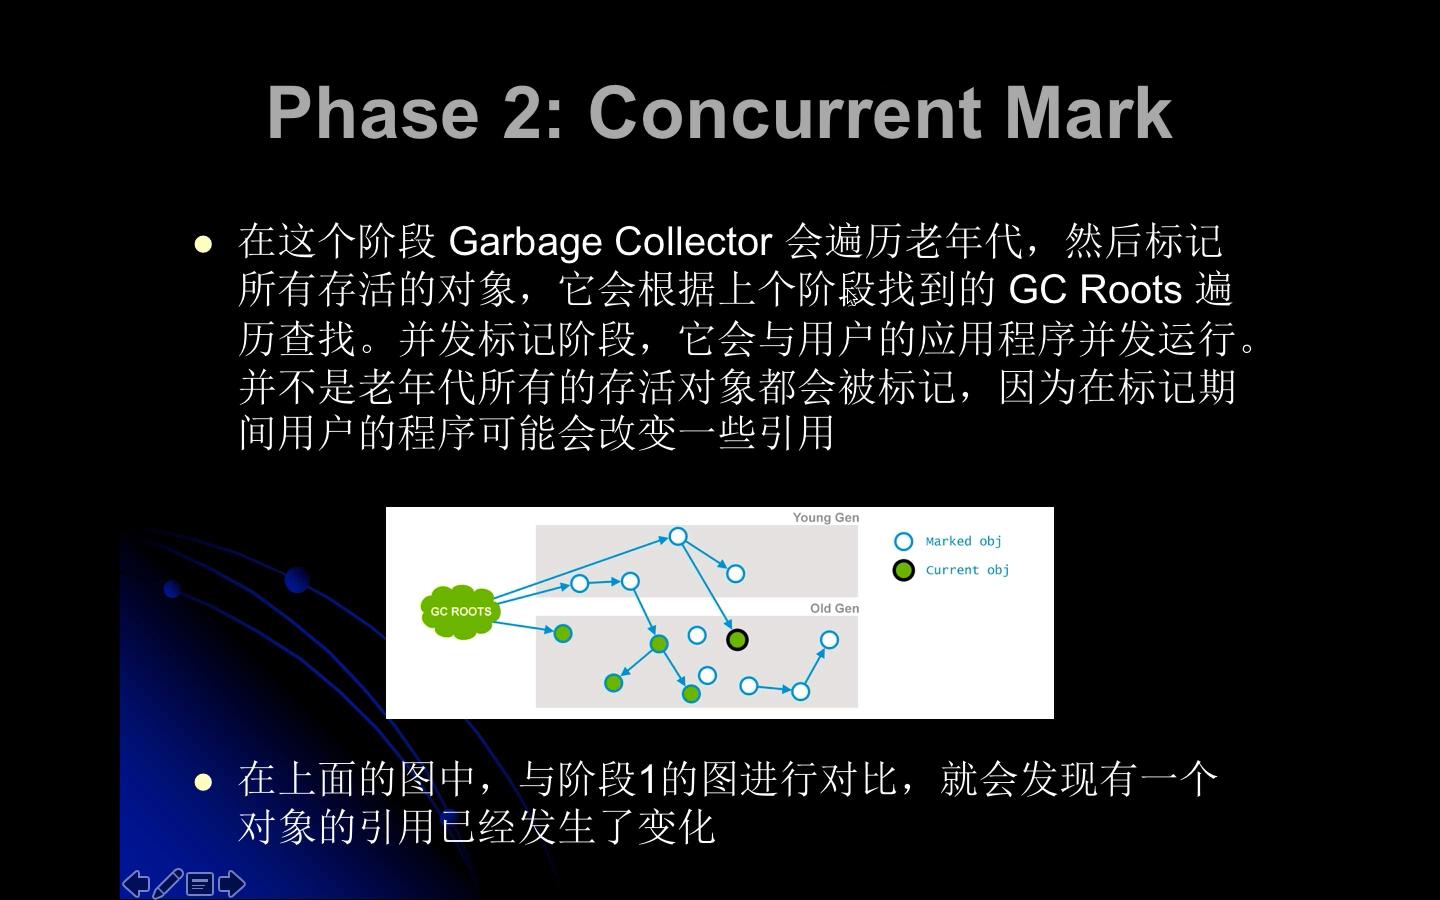 Phase 2: Concurrent Mark
在这个阶段 Garbage Collector 会遍历老年代，然后标记
所有存活的对象，它会根据上个阶段找到的 GC Roots 遍
历查找。并发标记阶段，它会与用户的应用程序并发运行。
并不是老年代所有的存活对象都会被标记，因为在标记期
间用户的程序可能会改变一些引用
Young Gen
Marked obj
Current obj
GC ROOTS
Old Gen
在上面的图中，与阶段1的图进行对比，就会发现有一个
对象的引用已经发生了变化